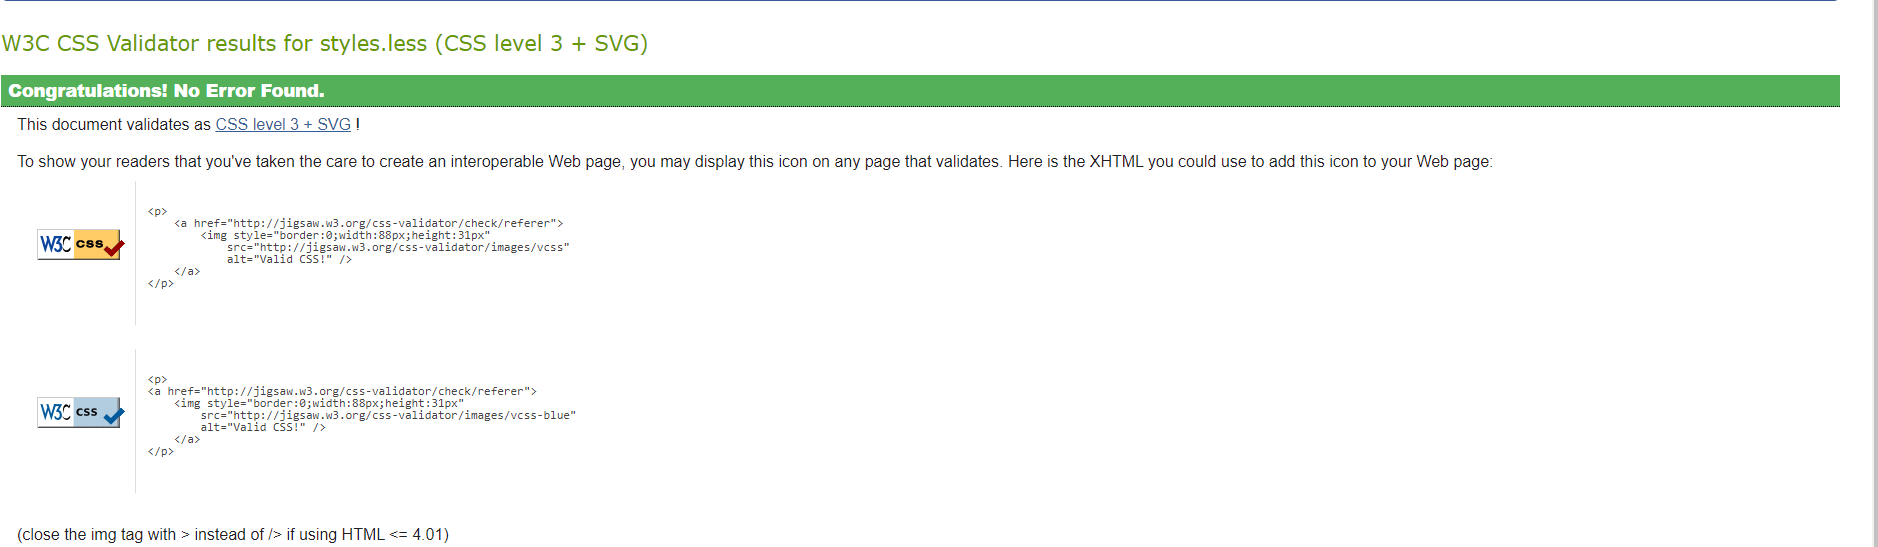 W3C CSS Validator results for styles.less (CSS level 3 + SVG)
Congratulations! No Error Found.
This document validates as CSS level 3 + SVG !
To show your readers that you've taken the care to create an interoperable Web page, you may display this icon on any page that validates. Here is the XHTML you could use to add this icon to your Web page:
W3C css
<p>
<a href="http://jigsaw.w3.org/css-validator/check/referer">
<img style="border:0;width:88px;height:31px"
src="http://jigsaw.w3.org/css-validator/images/vcss"
alt="Valid CSS!" />
</a>
</p>
W3C css
<p>
<a href="http://jigsaw.w3.org/css-validator/check/referer">
<img style="border:0;width:88px;height:31px"
src="http://jigsaw.w3.org/css-validator/images/vcss-blue"
alt="Valid CSS!" />
</a>
</p>
(close the img tag with > instead of /> if using HTML <= 4.01)